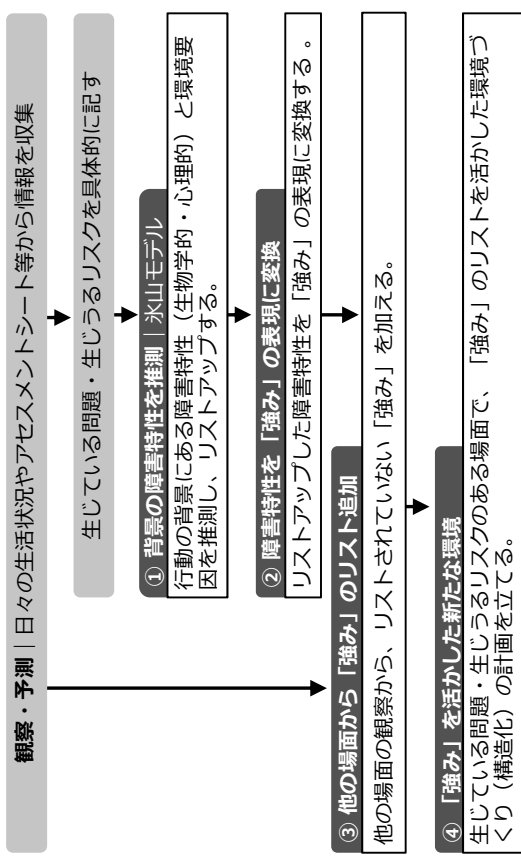 観察・予測｜日々の生活状況やアセスメントシート等から情報を収集
生じている問題・生じうるリスクを具体的に記す
① 背景の障害特性を推測｜氷山モデル
行動の背景にある障害特性（生物学的・心理的）と環境要
因を推測し、リストアップする。
② 障害特性を「強み」の表現に変換
リストアップした障害特性を「強み」の表現に変換する。
③ 他の場面から「強み」のリスト追加
他の場面の観察から、リストされていない「強み」を加える。
④ 「強み」を活かした新たな環境
生じている問題・生じうるリスクのある場面で、「強み」のリストを活かした環境づ
くり（構造化）の計画を立てる。